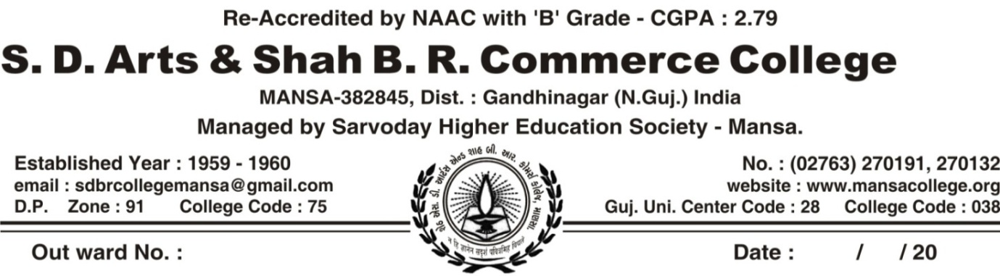 Re-Accredited by NAAC with 'B' Grade - CGPA : 2.79
S. D. Arts & Shah B. R. Commerce College
MANSA-382845, Dist. : Gandhinagar (N.Guj.) India
Managed by Sarvoday Higher Education Society - Mansa.
Established Year : 1959 - 1960
email : sdbrcollegemansa@gmail.com
D.P. Zone : 91 College Code : 75
શેઠ એસ. ડી. આર્ટસ એન્ડ શાહ બી. આર. કોમર્સ કોલેજ, માણસા.
न हि ज्ञानेन सदृशं पवित्रमिह विद्यते
No. : (02763) 270191, 270132
website : www.mansacollege.org
Guj. Uni. Center Code : 28 College Code : 038
Out ward No. :
Date : / / 20